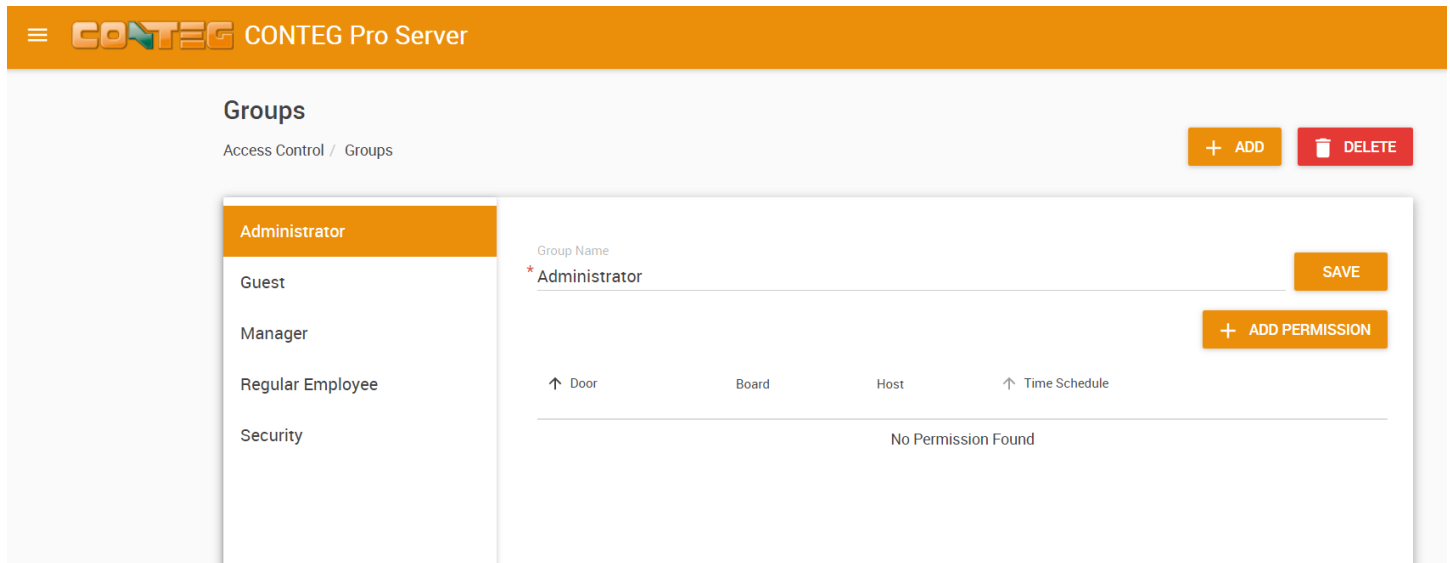 CONTEG CONTEG Pro Server
Groups
Access Control / Groups
+ ADD
DELETE
Administrator
Guest
Manager
Regular Employee
Security
Group Name
* Administrator
SAVE
+ ADD PERMISSION
↑ Door Board Host ↑ Time Schedule
No Permission Found